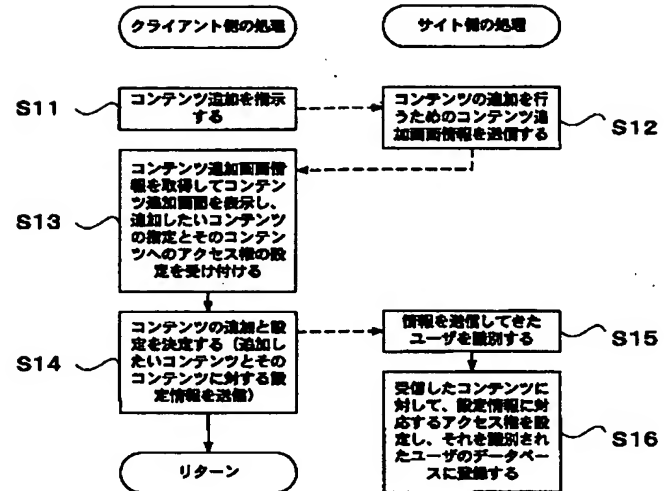 クライアント側の処理
サイト側の処理
S11
コンテンツ追加を指示
する
コンテンツの追加を行
うためのコンテンツ追
加画面情報を送信する
S12
S13
コンテンツ追加画面情
報を取得してコンテン
ツ追加画面を表示し、
追加したいコンテンツ
の指定とそのコンテン
ツへのアクセス権の設
定を受け付ける
S14
コンテンツの追加と設
定を決定する（追加し
たいコンテンツとその
コンテンツに対する設
定情報を送信）
情報を送信してきた
ユーザを識別する
S15
受信したコンテンツに
対して、設定情報に対
応するアクセス権を設
定し、それを識別され
たユーザのデータベー
スに登録する
S16
リターン